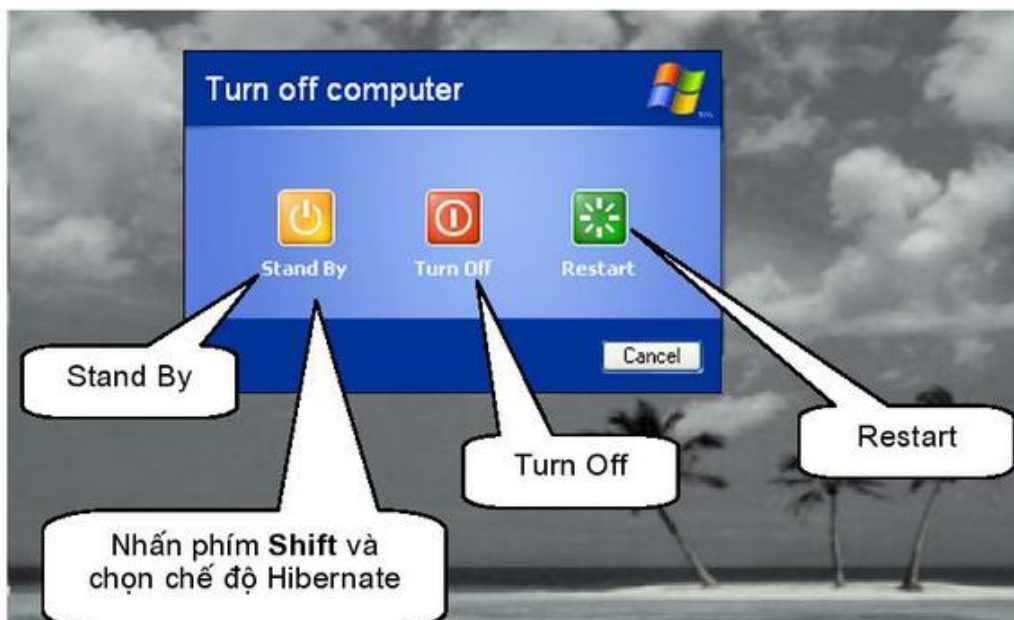 Turn off computer
Stand By
Turn Off
Restart
Cancel
Stand By
Turn Off
Restart
Nhấn phím Shift và
chọn chế độ Hibernate